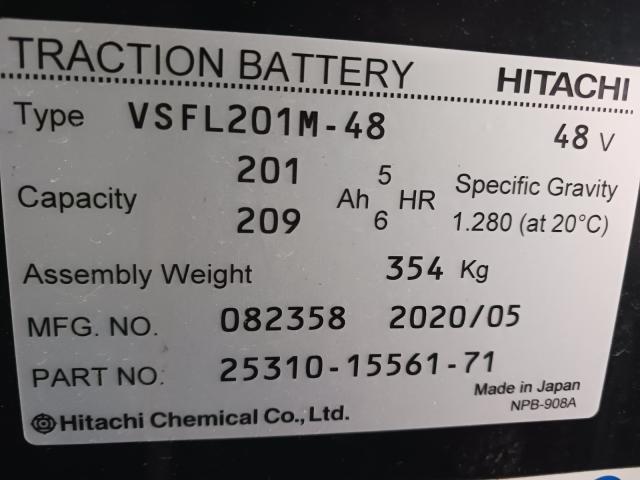 TRACTION BATTERY HITACHI
Type VSFL201M-48 48 V
Capacity 201 Ah 5 HR Specific Gravity
209 6 1.280 (at 20°C)
Assembly Weight 354 Kg
MFG. NO. 082358 2020/05
PART NO. 25310-15561-71
Made in Japan
Hitachi Chemical Co., Ltd. NPB-908A